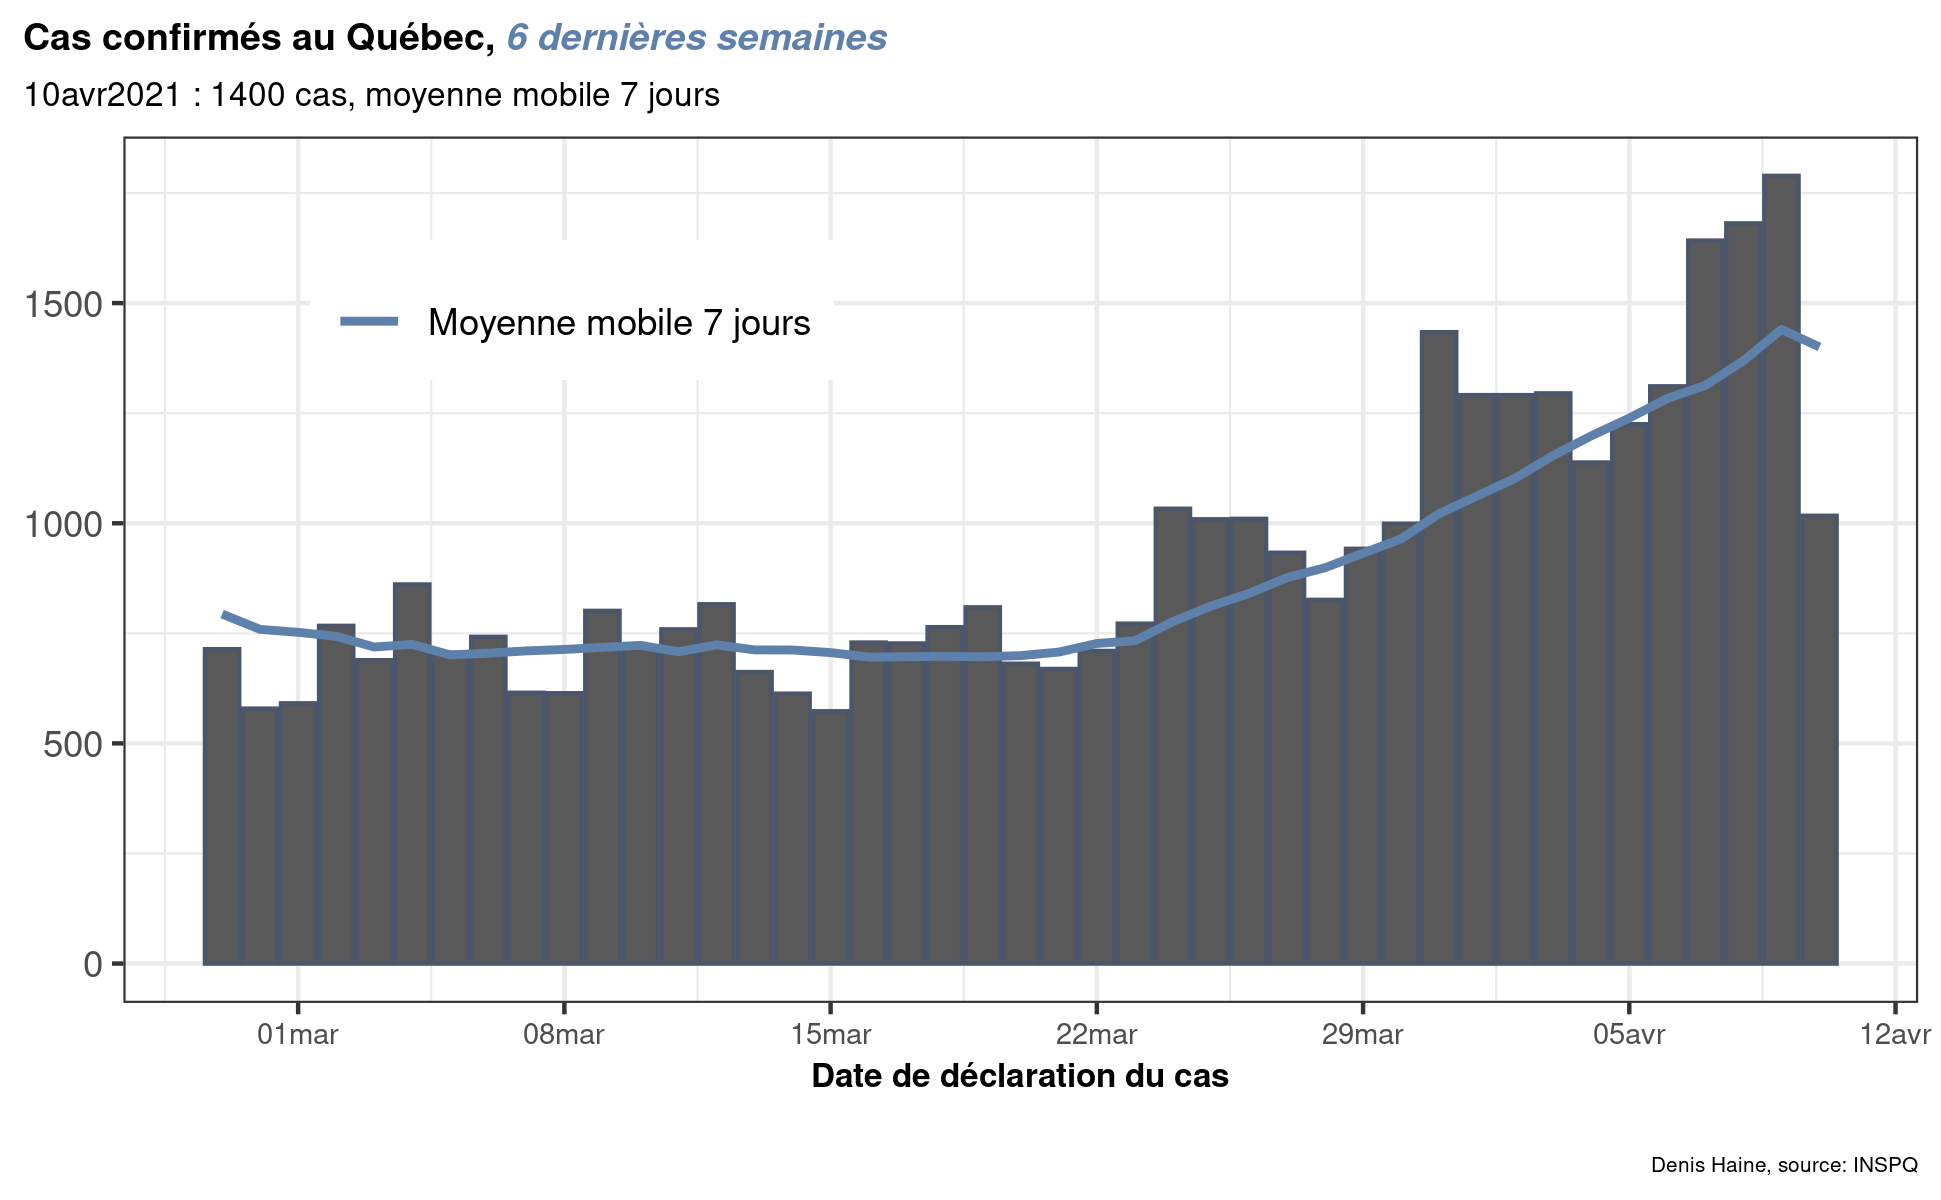 Cas confirmés au Québec, 6 dernières semaines
10avr2021 : 1400 cas, moyenne mobile 7 jours
1500
Moyenne mobile 7 jours
1000
500
0
01mar 08mar 15mar 22mar 29mar 05avr 12avr
Date de déclaration du cas
Denis Haine, source: INSPQ